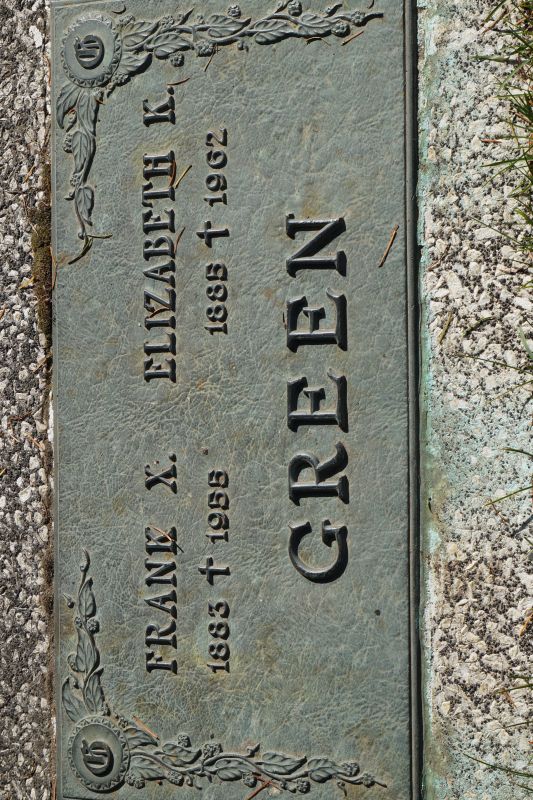 FRANK X. ELIZABETH K.
1883 ✝ 1955 1885 ✝ 1962
GREEN